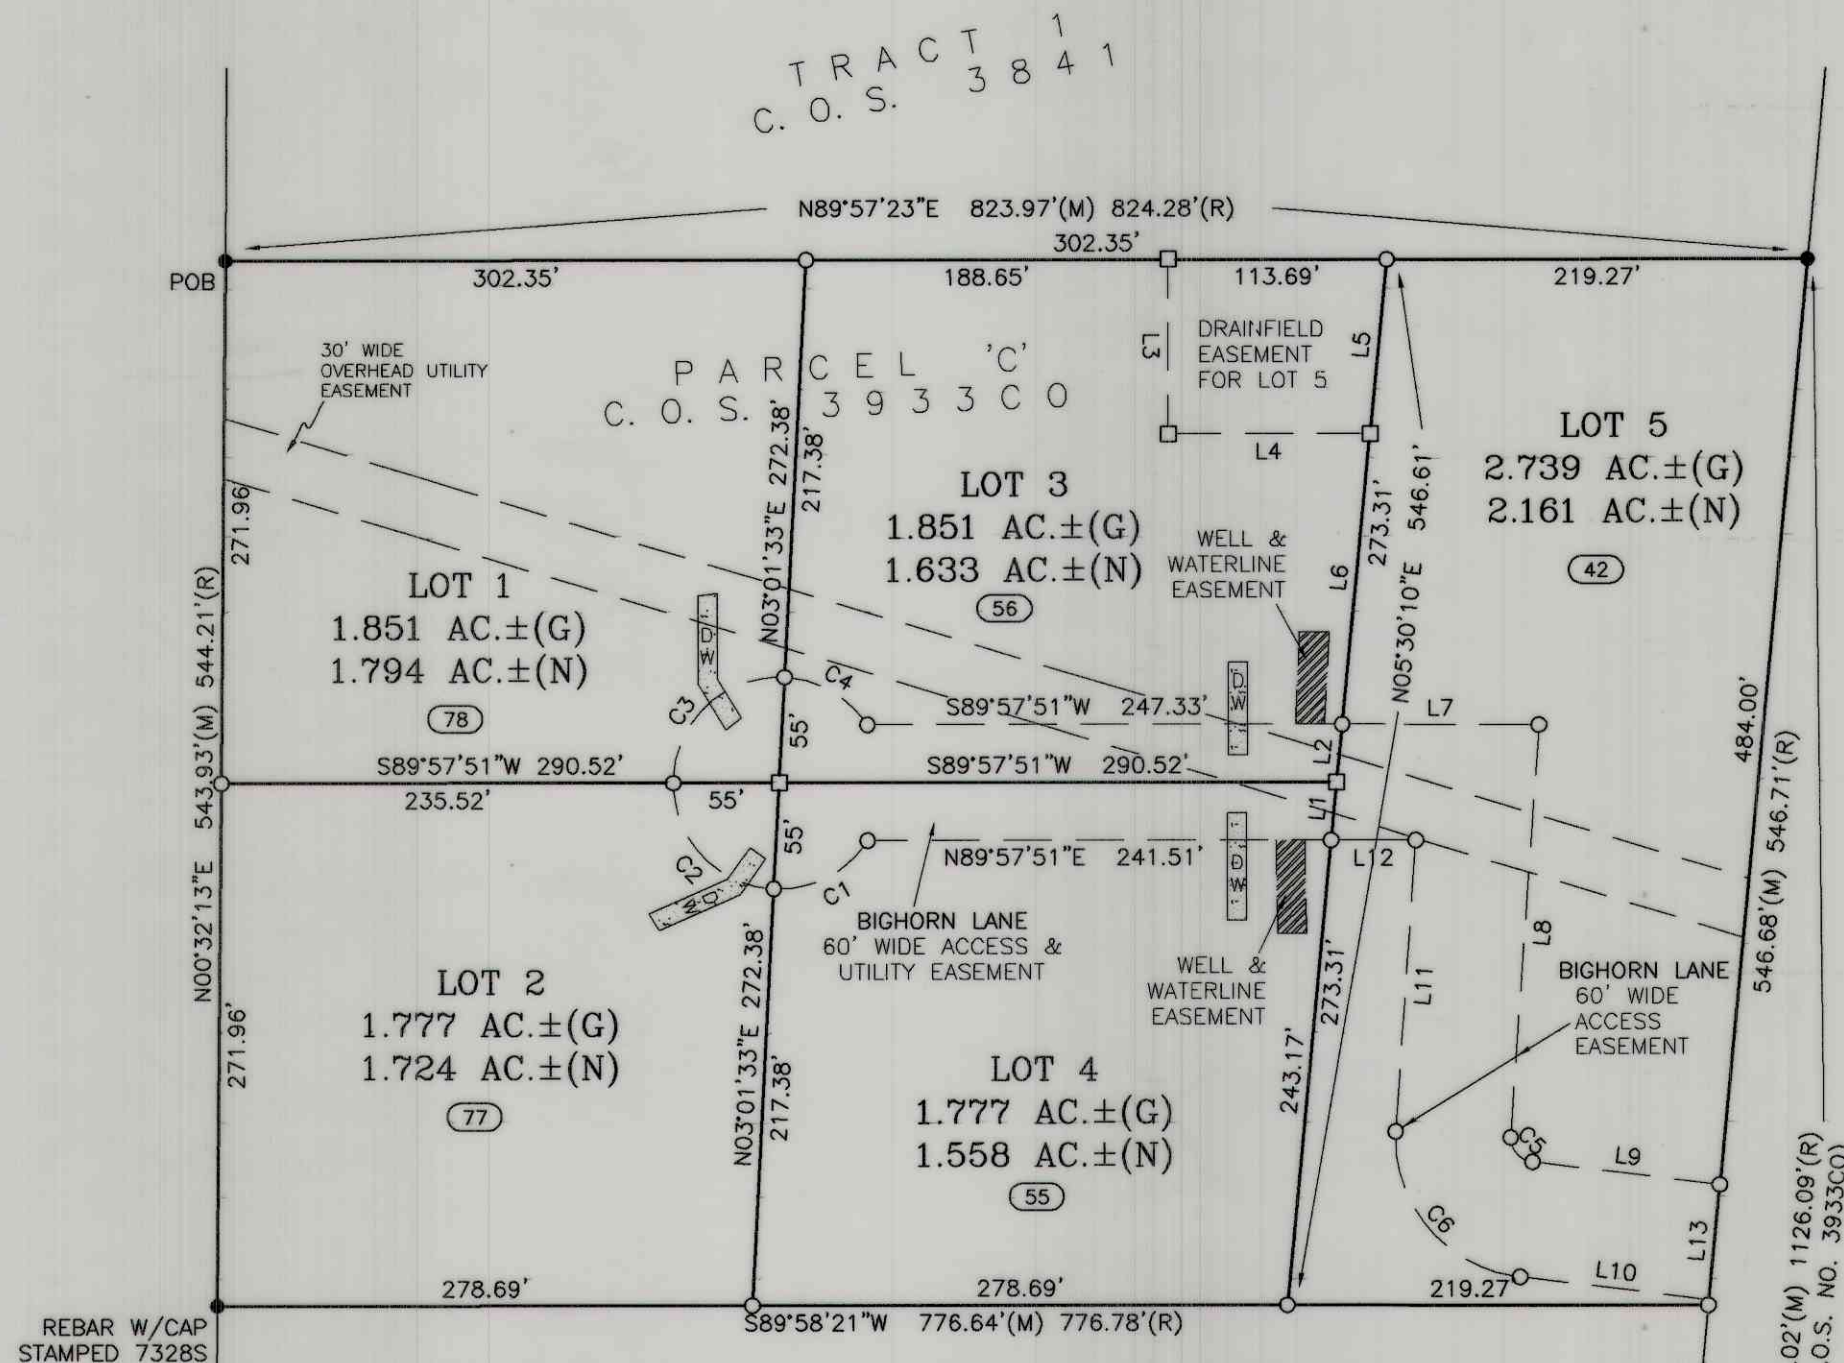 TRACT 1
C. O. S. 3841
N89°57'23"E 823.97'(M) 824.28'(R)
302.35'
POB
302.35'
188.65'
113.69'
219.27'
30' WIDE
OVERHEAD UTILITY
EASEMENT
PARCEL 'C'
C. O. S. 3933CO
L3
DRAINFIELD
EASEMENT
FOR LOT 5
L5
L4
N03°01'33"E 272.38'
217.38'
271.96'
N00°32'13"E 543.93'(M) 544.21'(R)
LOT 1
1.851 AC.±(G)
1.794 AC.±(N)
78
LOT 3
1.851 AC.±(G)
1.633 AC.±(N)
56
WELL &
WATERLINE
EASEMENT
L6
273.31'
N05°30'10"E 546.61'
LOT 5
2.739 AC.±(G)
2.161 AC.±(N)
42
484.00'
546.68'(M) 546.71'(R)
DW
C3
C4
55'
S89°57'51"W 247.33'
DW
L2
L7
S89°57'51"W 290.52'
235.52'
55'
S89°57'51"W 290.52'
L1
55'
C2
DW
C1
N89°57'51"E 241.51'
DW
L12
BIGHORN LANE
60' WIDE ACCESS &
UTILITY EASEMENT
WELL &
WATERLINE
EASEMENT
273.31'
243.17'
L11
L8
BIGHORN LANE
60' WIDE
ACCESS
EASEMENT
271.96'
LOT 2
1.777 AC.±(G)
1.724 AC.±(N)
77
N03°01'33"E 272.38'
217.38'
LOT 4
1.777 AC.±(G)
1.558 AC.±(N)
55
C5
L9
C6
L10
L13
278.69'
278.69'
219.27'
S89°58'21"W 776.64'(M) 776.78'(R)
REBAR W/CAP
STAMPED 7328S
02'(M) 1126.09'(R)
O.S. NO. 3933CO)